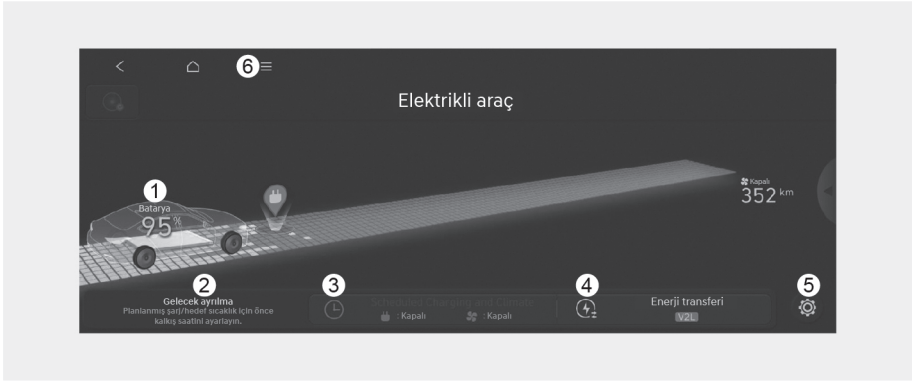 6
Elektrikli araç
1
Batarya
95%
Kapalı
352 km
2
3
4
5
Gelecek ayrılma
Planlanmış şarj/hedef sıcaklık için önce
kalkış saatini ayarlayın.
Scheduled Charging and Climate
: Kapalı
: Kapalı
Enerji transferi
V2L